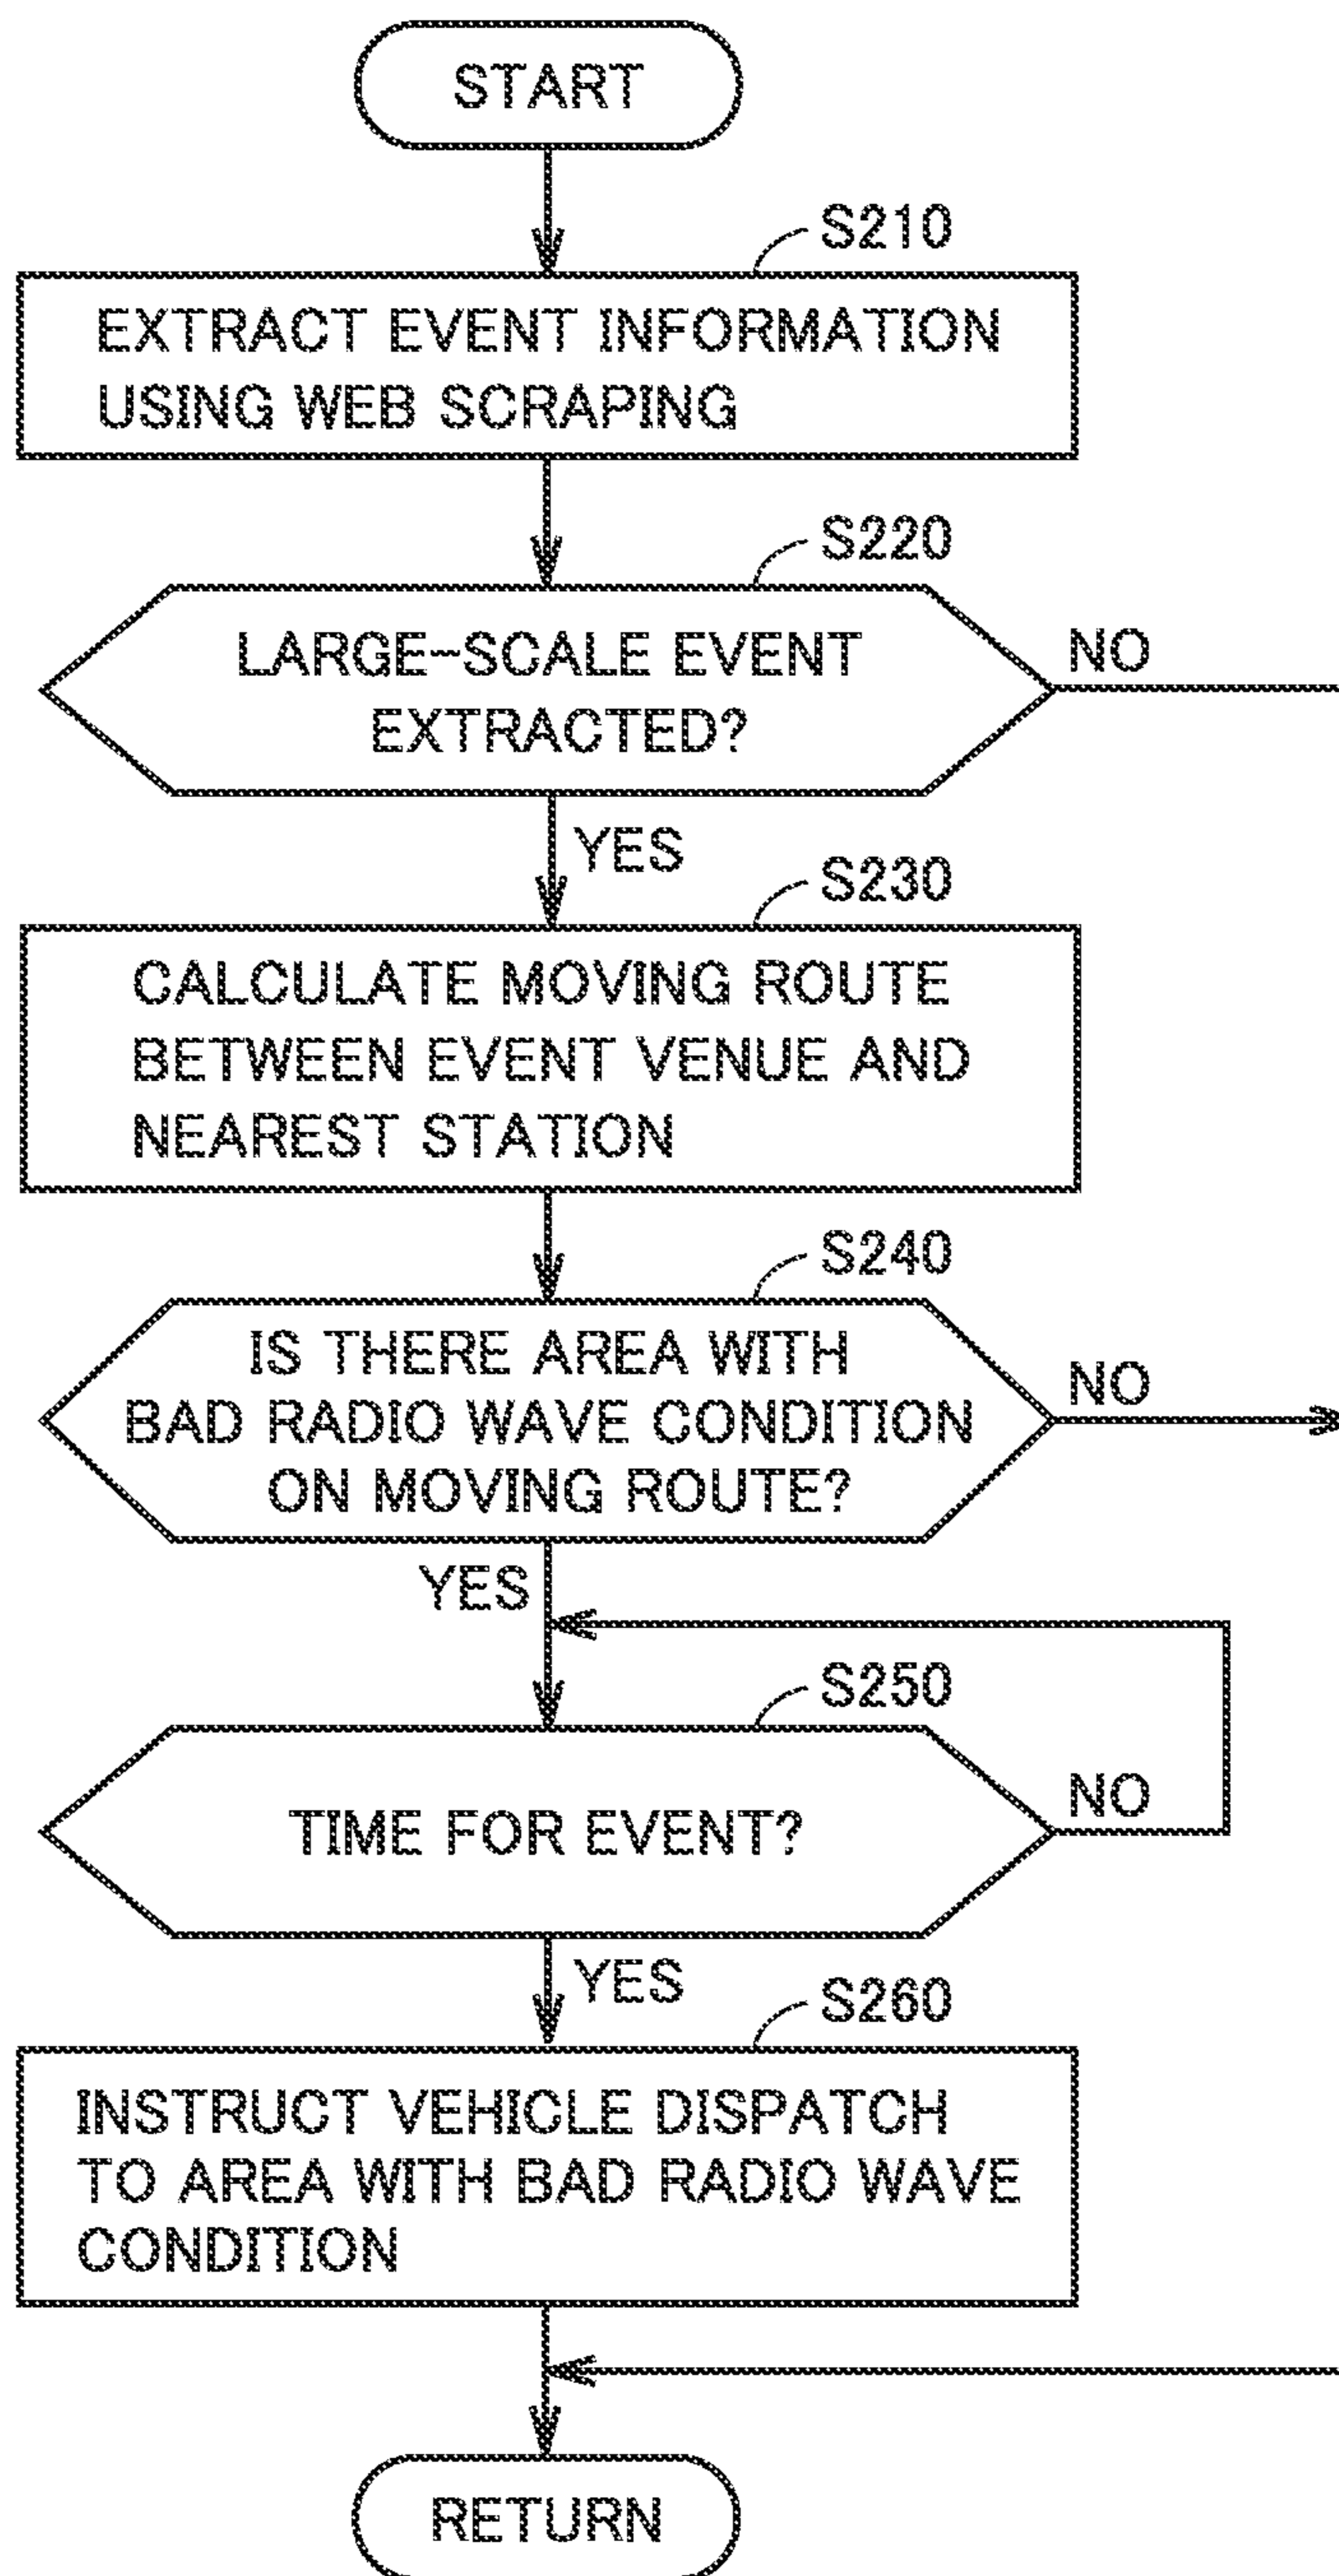 START
S210
EXTRACT EVENT INFORMATION
USING WEB SCRAPING
S220
LARGE-SCALE EVENT
EXTRACTED?
NO
YES
S230
CALCULATE MOVING ROUTE
BETWEEN EVENT VENUE AND
NEAREST STATION
S240
IS THERE AREA WITH
BAD RADIO WAVE CONDITION
ON MOVING ROUTE?
NO
YES
S250
TIME FOR EVENT?
NO
YES
S260
INSTRUCT VEHICLE DISPATCH
TO AREA WITH BAD RADIO WAVE
CONDITION
RETURN